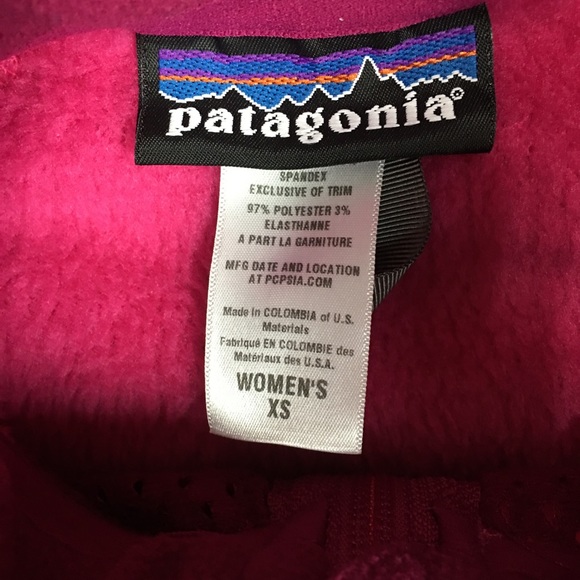 patagonia®
SPANDEX
EXCLUSIVE OF TRIM
97% POLYESTER 3%
ELASTHANNE
A PART LA GARNITURE
MFG DATE AND LOCATION
AT PCPSIA.COM
Made in COLOMBIA of U.S.
Materials
Fabriqué EN COLOMBIE des
Matériaux des U.S.A.
WOMEN'S
XS